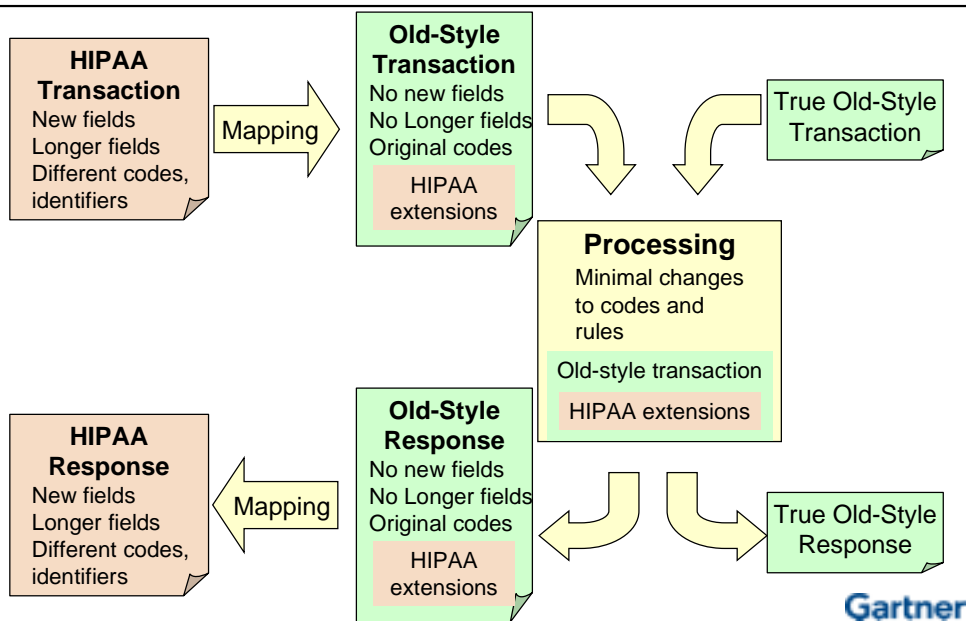 HIPAA
Transaction
New fields
Longer fields
Different codes,
identifiers
Mapping
Old-Style
Transaction
No new fields
No Longer fields
Original codes
HIPAA
extensions
True Old-Style
Transaction
Processing
Minimal changes
to codes and
rules
Old-style transaction
HIPAA extensions
HIPAA
Response
New fields
Longer fields
Different codes,
identifiers
Mapping
Old-Style
Response
No new fields
No Longer fields
Original codes
HIPAA
extensions
True Old-Style
Response
Gartner